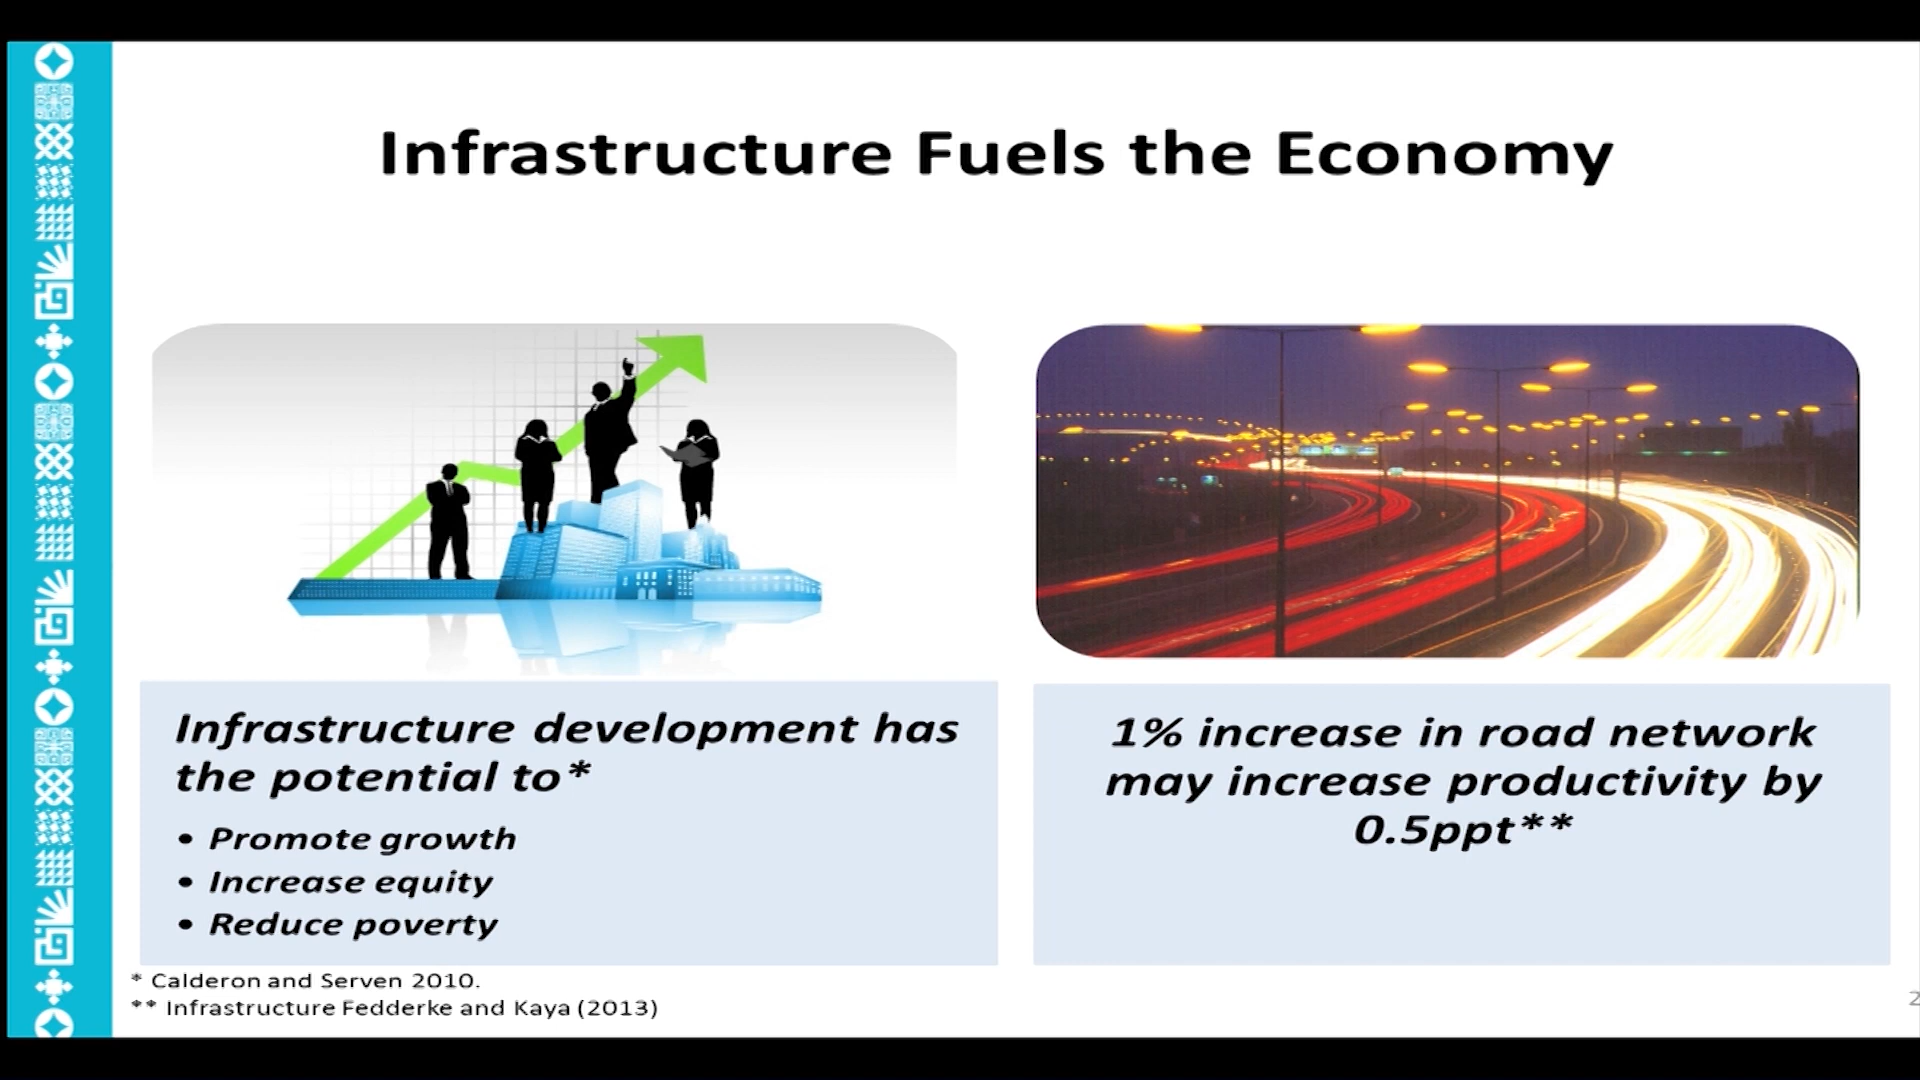 Infrastructure Fuels the Economy
Infrastructure development has
the potential to*
• Promote growth
• Increase equity
• Reduce poverty
1% increase in road network
may increase productivity by
0.5ppt**
* Calderon and Serven 2010.
** Infrastructure Fedderke and Kaya (2013)
2